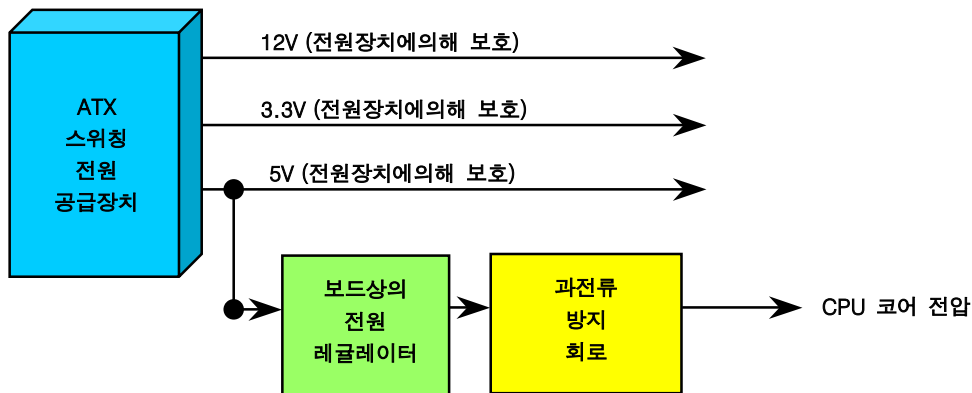 12V (전원장치에의해 보호)
ATX
스위칭
전원
공급장치
3.3V (전원장치에의해 보호)
5V (전원장치에의해 보호)
보드상의
전원
레귤레이터
과전류
방지
회로
CPU 코어 전압